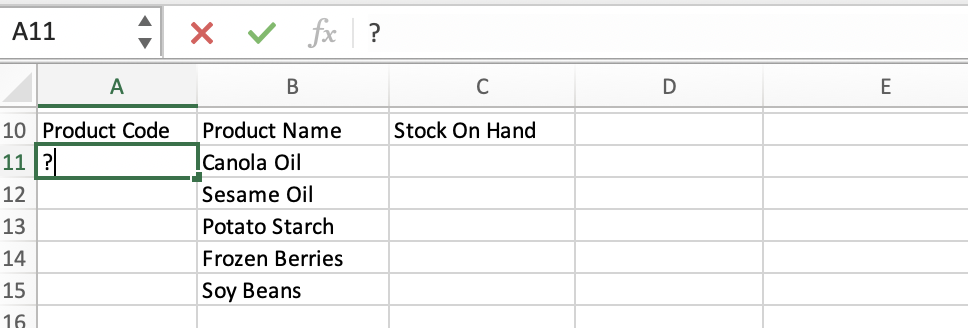 A11 fx ?
A B C D E
10 Product Code Product Name Stock On Hand
11 ? Canola Oil
12 Sesame Oil
13 Potato Starch
14 Frozen Berries
15 Soy Beans
16